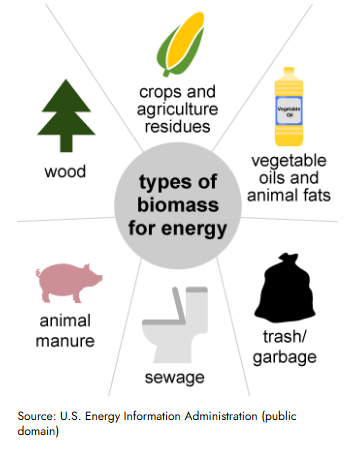 crops and
agriculture
residues
Vegetable
Oil
wood
vegetable
oils and
animal fats
types of
biomass
for energy
animal
manure
trash/
garbage
sewage
Source: U.S. Energy Information Administration (public
domain)